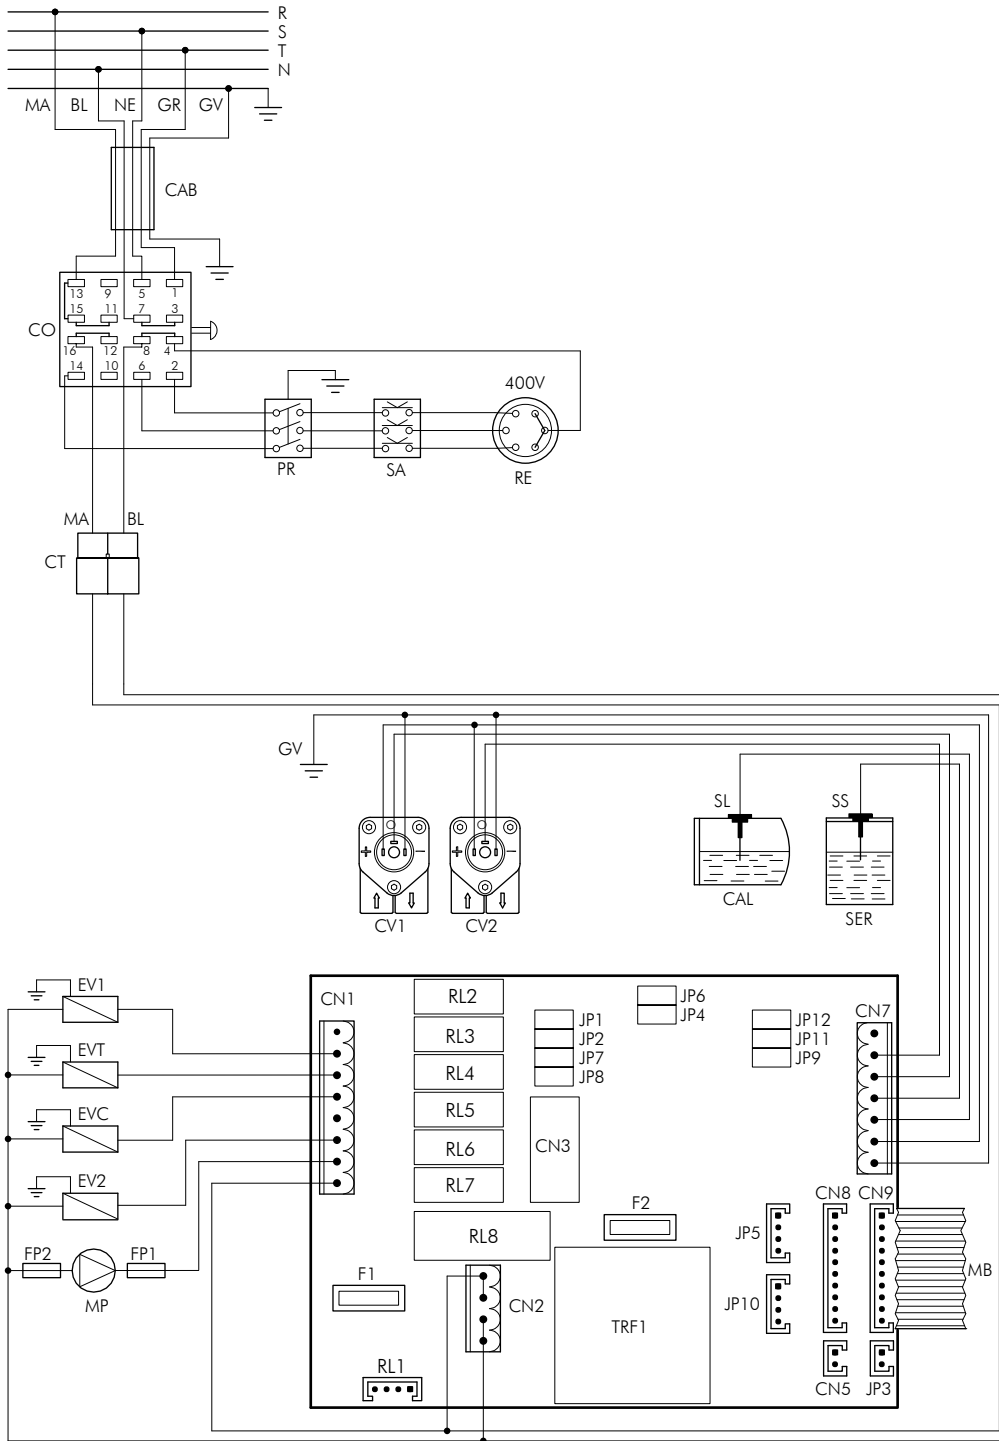 R
S
T
N
MA BL NE GR GV
CAB
13 9 5 1
15 11 7 3
CO
16 12 8 4
14 10 6 2
400V
PR SA RE
MA BL
CT
GV
SL SS
+ − + −
CV1 CV2 CAL SER
EV1
EVT
EVC
EV2
FP2 FP1
MP
CN1
RL2
RL3
RL4
RL5
RL6
RL7
RL8
JP1
JP2
JP7
JP8
CN3
JP6
JP4
JP12
JP11
JP9
CN7
F2
F1
CN2
TRF1
RL1
JP5
JP10
CN8 CN9
MB
CN5 JP3